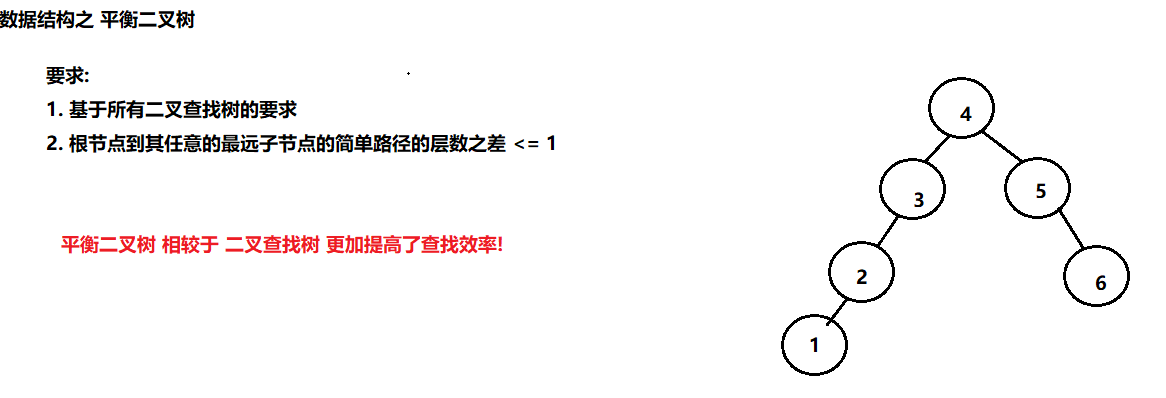 数据结构之 平衡二叉树
要求:
1. 基于所有二叉查找树的要求
2. 根节点到其任意的最远子节点的简单路径的层数之差 <= 1
平衡二叉树 相较于 二叉查找树 更加提高了查找效率!
4
3
5
2
6
1